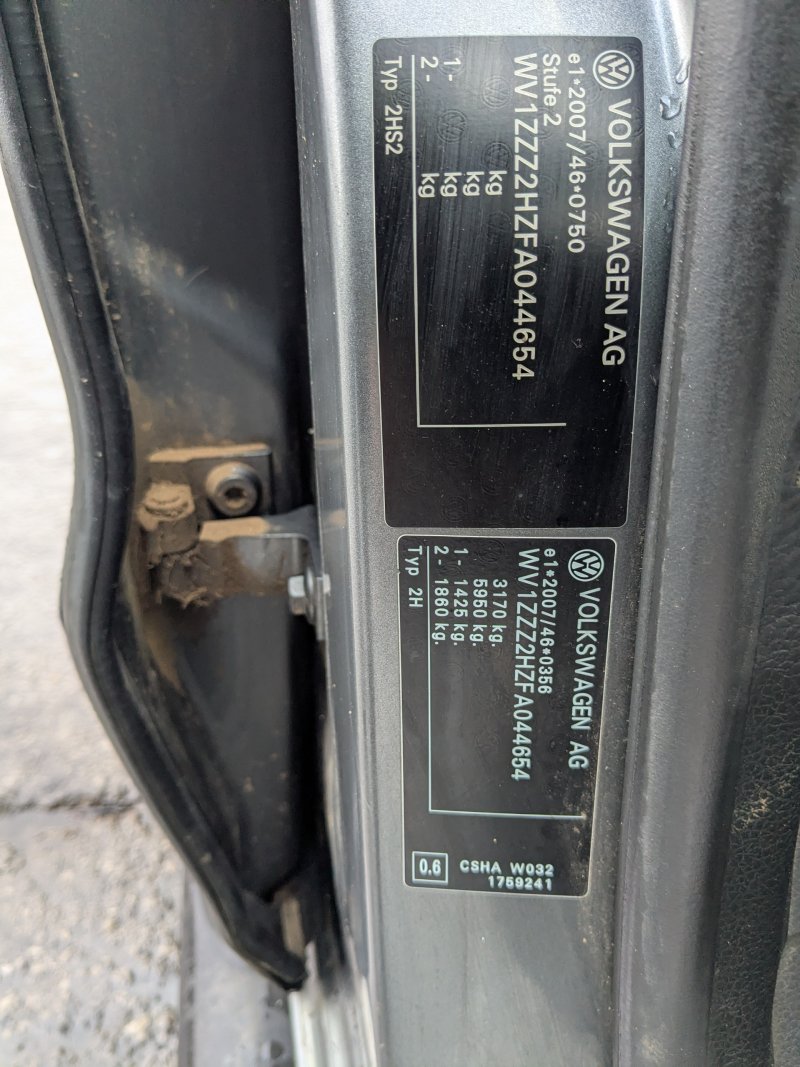 VOLKSWAGEN AG
e1*2007/46*0750
Stufe 2
WV1ZZZ2HZFA044654
kg
kg
1- kg
2- kg
Typ 2HS2
VOLKSWAGEN AG
e1*2007/46*0356
WV1ZZZ2HZFA044654
3170 kg.
5950 kg.
1- 1425 kg.
2- 1860 kg.
Typ 2H
0.6
CSHA W032
1759241